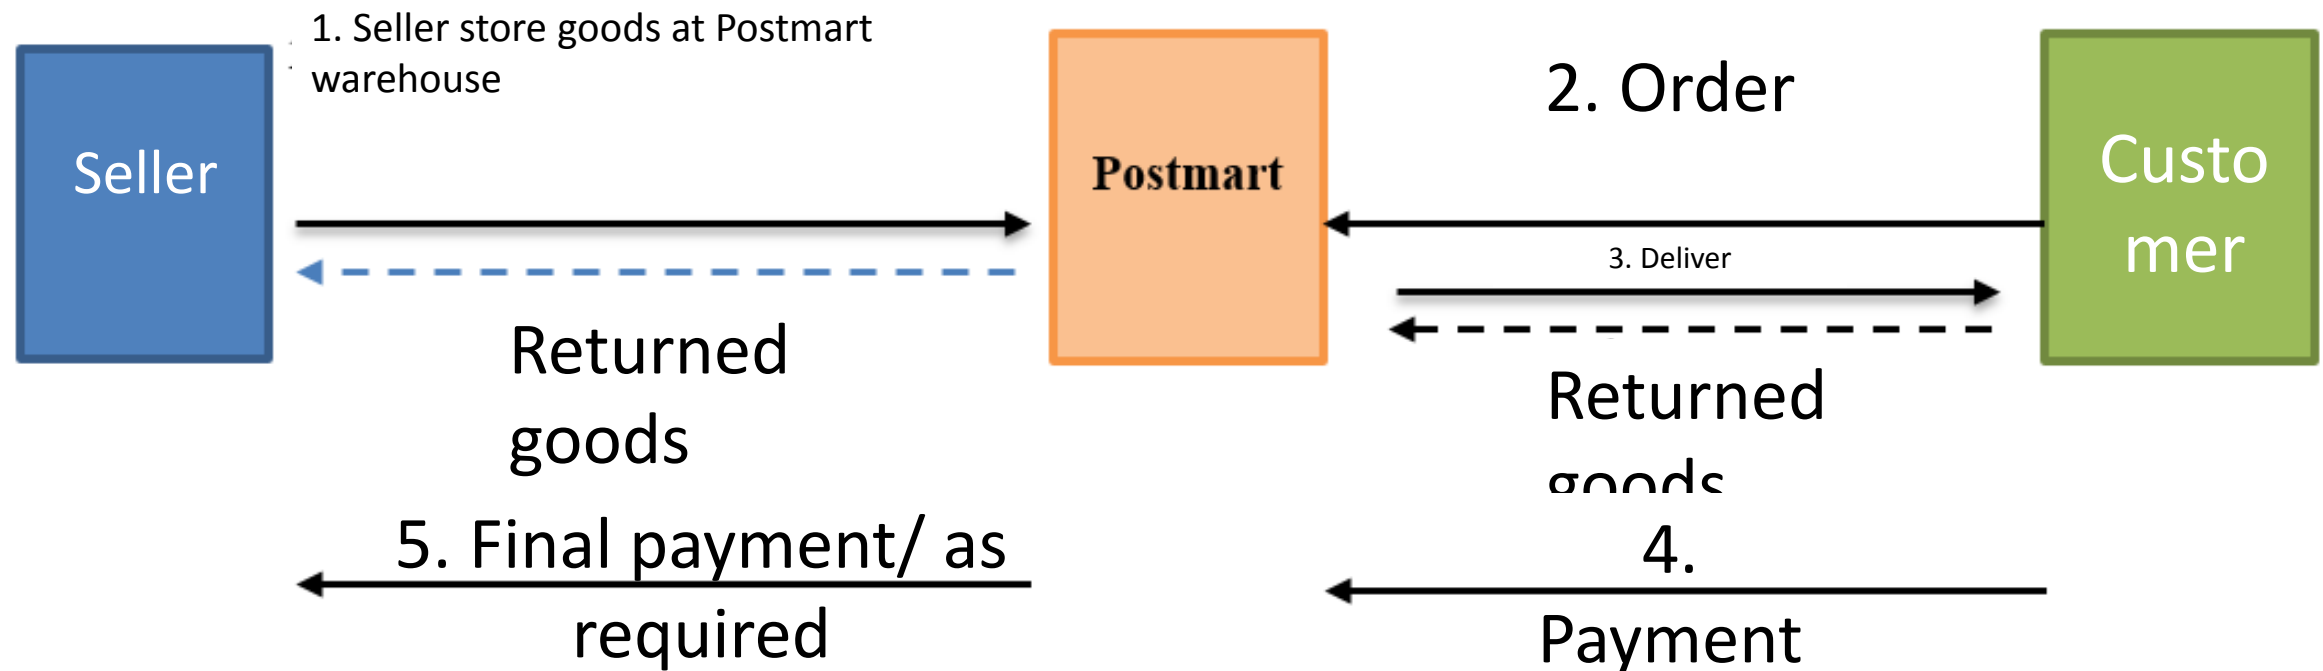 1. Seller store goods at Postmart
warehouse
Seller
Postmart
2. Order
Custo
mer
3. Deliver
Returned
goods
Returned
goods
5. Final payment/ as
required
4.
Payment